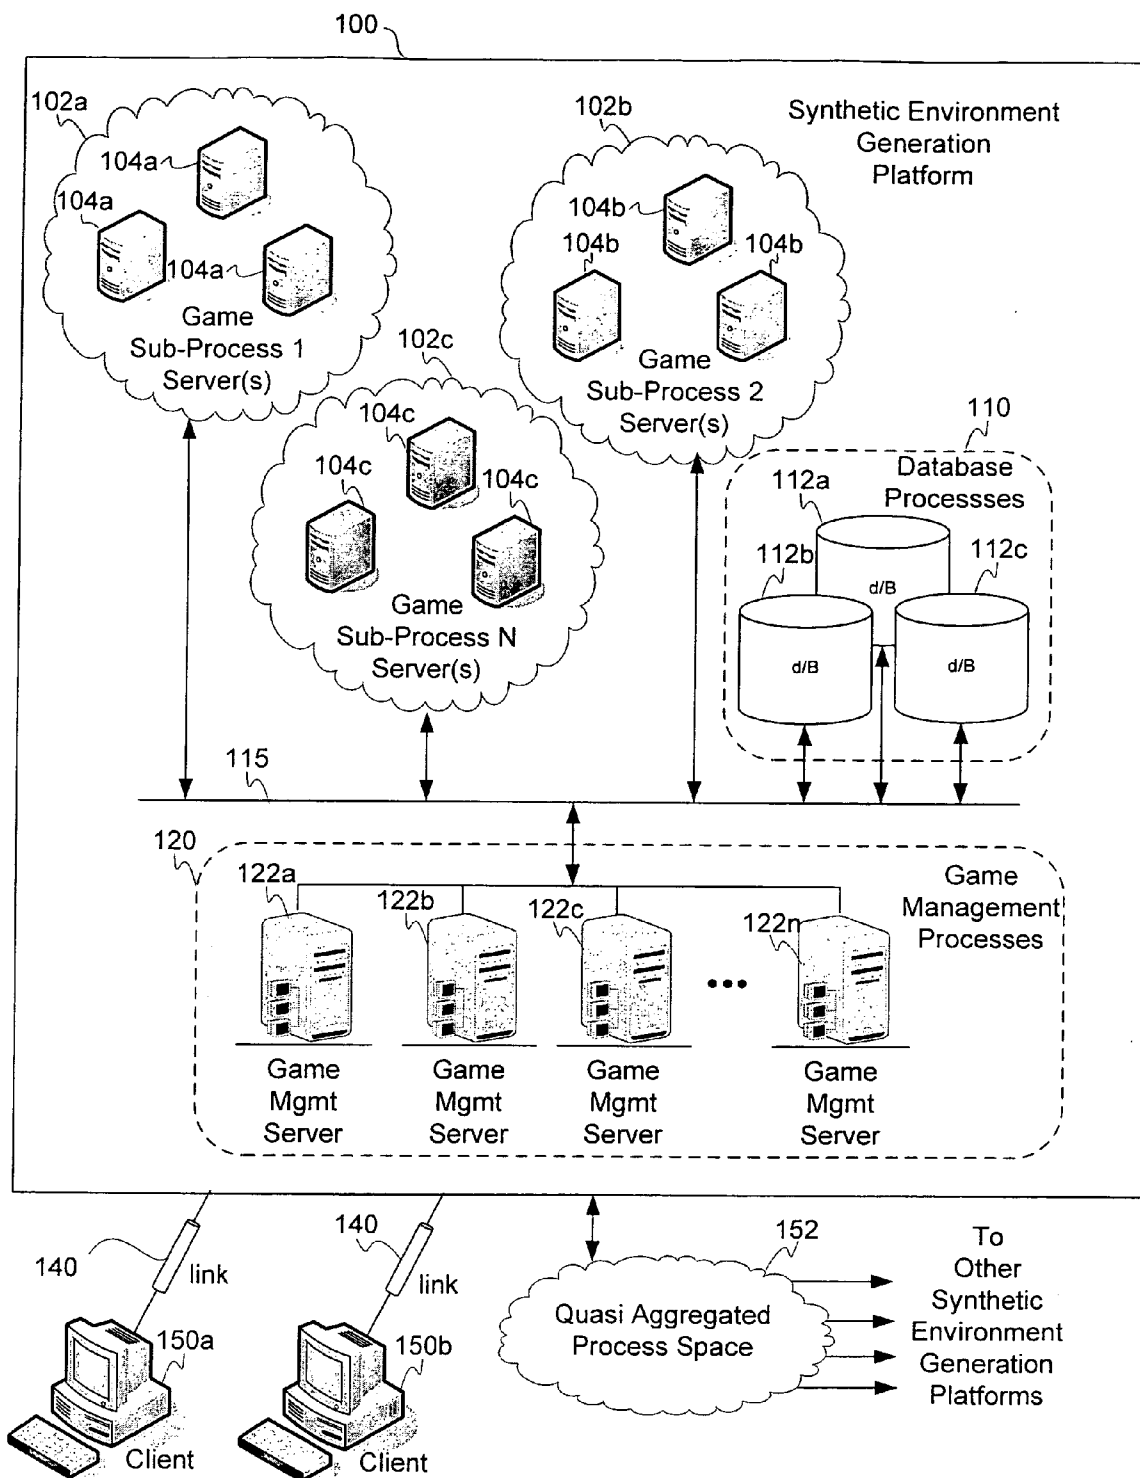 100
102a
102b
Synthetic Environment
Generation
Platform
104a
104a
104a
104b
104b
104b
Game
Sub-Process 1
Server(s)
Game
Sub-Process 2
Server(s)
102c
104c
104c
104c
Game
Sub-Process N
Server(s)
110
Database
Processses
112a
112b
112c
d/B
d/B
d/B
115
120
122a
122b
122c
122n
Game
Management
Processes
Game
Mgmt
Server
Game
Mgmt
Server
Game
Mgmt
Server
Game
Mgmt
Server
140
link
140
link
150a
Client
150b
Client
152
Quasi Aggregated
Process Space
To
Other
Synthetic
Environment
Generation
Platforms